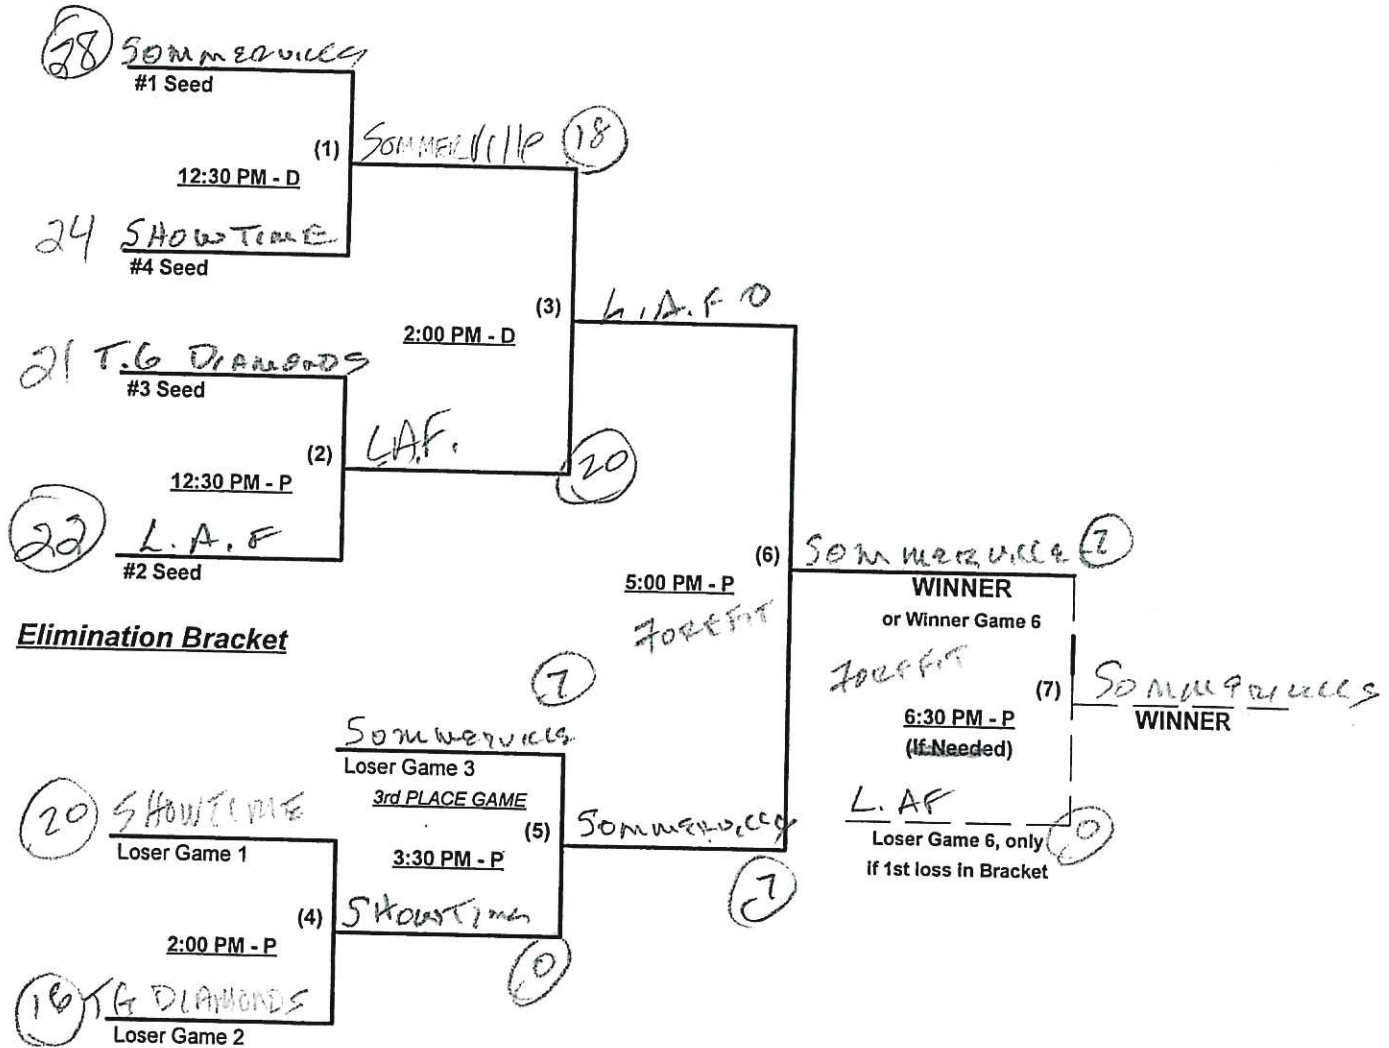 28 SOMMERVILLE
#1 Seed
(1) SOMMERVIlle 18
12:30 PM - D
24 SHOWTIME
#4 Seed
(3) L.A.F 0
2:00 PM - D
21 T.G DIAMONDS
#3 Seed
(2) L.A.F.
20
12:30 PM - P
22 L.A.F
#2 Seed
(6) SOMMERVILLE 7
5:00 PM - P
WINNER
FOREFIT
or Winner Game 6
Elimination Bracket
FOREFIT
7
(7) SOMMERVILLE
6:30 PM - P
WINNER
(If Needed)
SOMMERVILLE
Loser Game 3
3rd PLACE GAME
L.AF
0
20 SHOWTIME
Loser Game 1
(5) SOMMERVILLE
Loser Game 6, only
if 1st loss in Bracket
3:30 PM - P
7
(4) SHOWTIME
2:00 PM - P
0
TG DIAMONDS
Loser Game 2